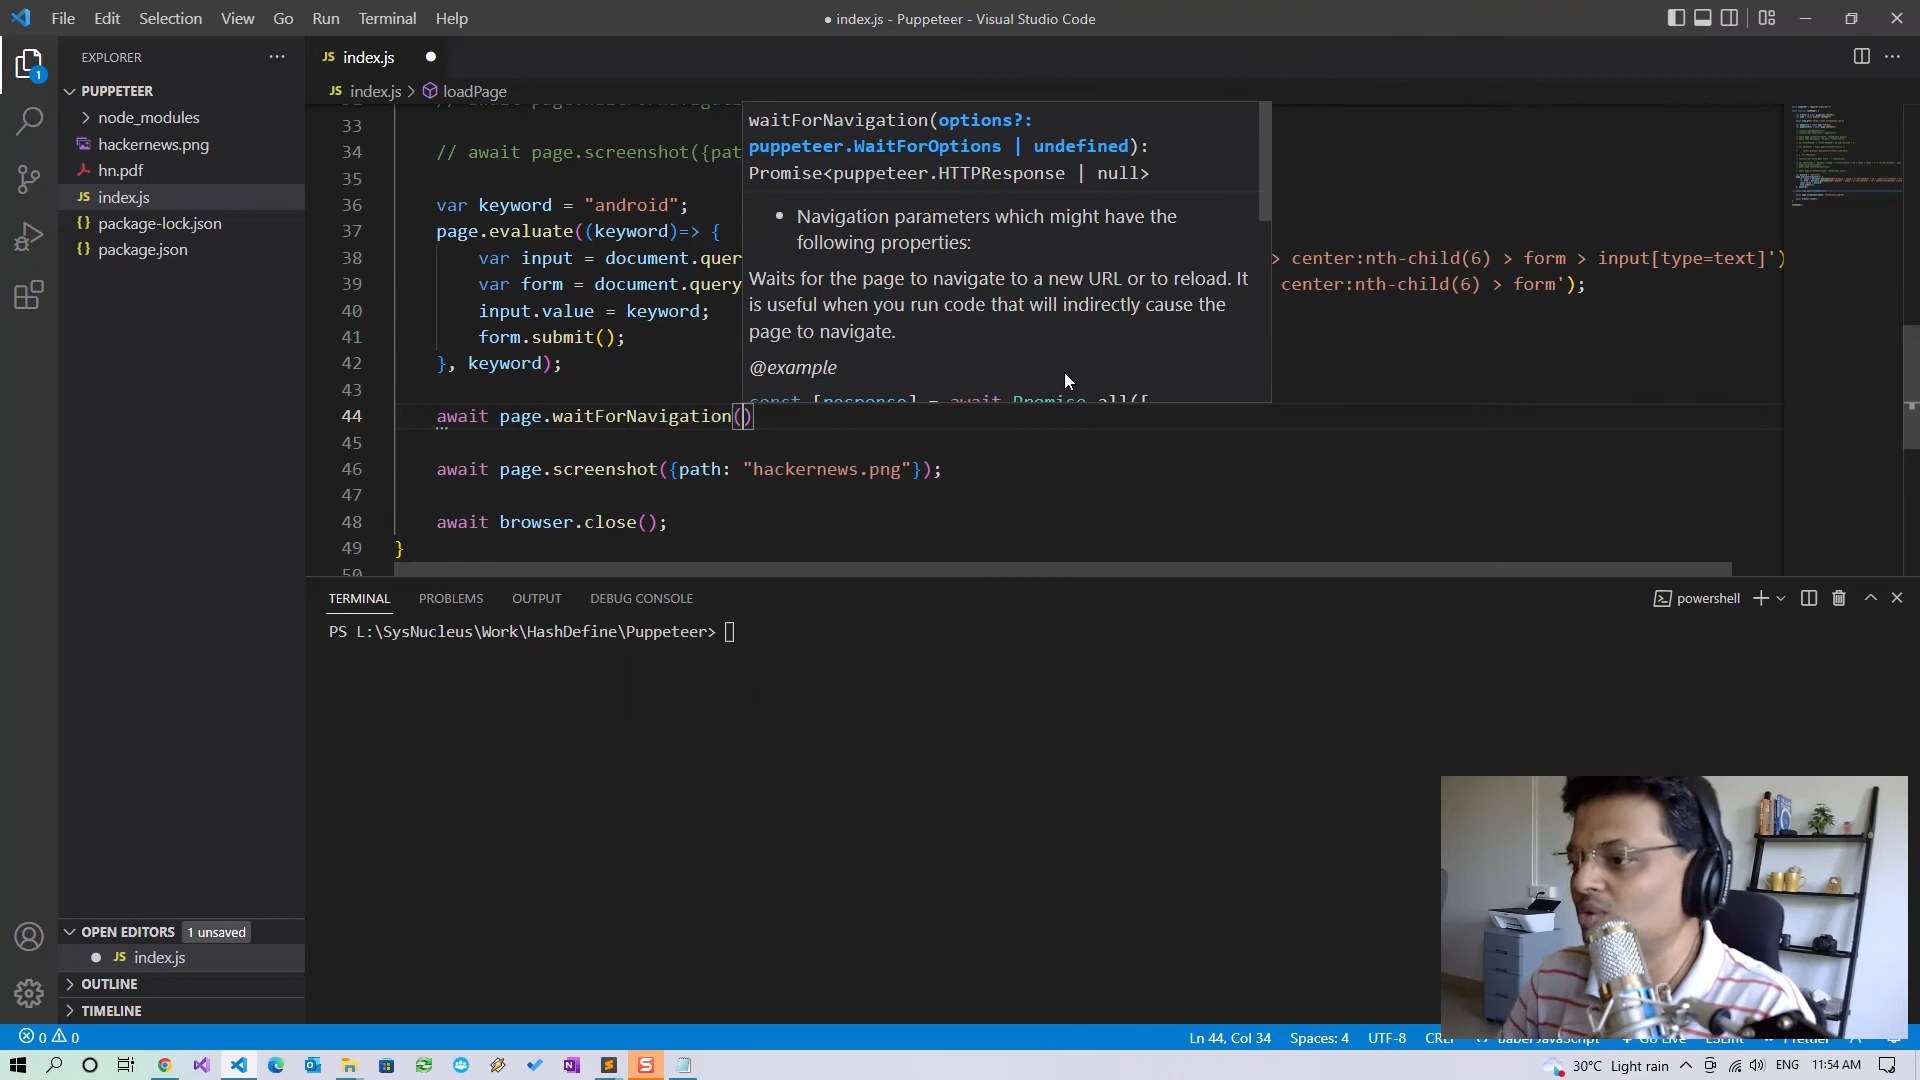 File Edit Selection View Go Run Terminal Help
● index.js - Puppeteer - Visual Studio Code
EXPLORER
JS index.js
PUPPETEER
JS index.js > loadPage
node_modules
hackernews.png
hn.pdf
JS index.js
package-lock.json
package.json
33
34 // await page.screenshot({pat
35
36 var keyword = "android";
37 page.evaluate((keyword)=> {
38 var input = document.quer > center:nth-child(6) > form > input[type=text]')
39 var form = document.query center:nth-child(6) > form');
40 input.value = keyword;
41 form.submit();
42 }, keyword);
43
44 await page.waitForNavigation()
45
46 await page.screenshot({path: "hackernews.png"});
47
48 await browser.close();
49 }
50
waitForNavigation(options?:
puppeteer.WaitForOptions | undefined):
Promise<puppeteer.HTTPResponse | null>
• Navigation parameters which might have the
following properties:
Waits for the page to navigate to a new URL or to reload. It
is useful when you run code that will indirectly cause the
page to navigate.
@example
const [response] = await Promise.all([
TERMINAL PROBLEMS OUTPUT DEBUG CONSOLE
powershell
PS L:\SysNucleus\Work\HashDefine\Puppeteer>
OPEN EDITORS 1 unsaved
● JS index.js
OUTLINE
TIMELINE
0 0
Ln 44, Col 34 Spaces: 4 UTF-8
30°C Light rain ENG 11:54 AM